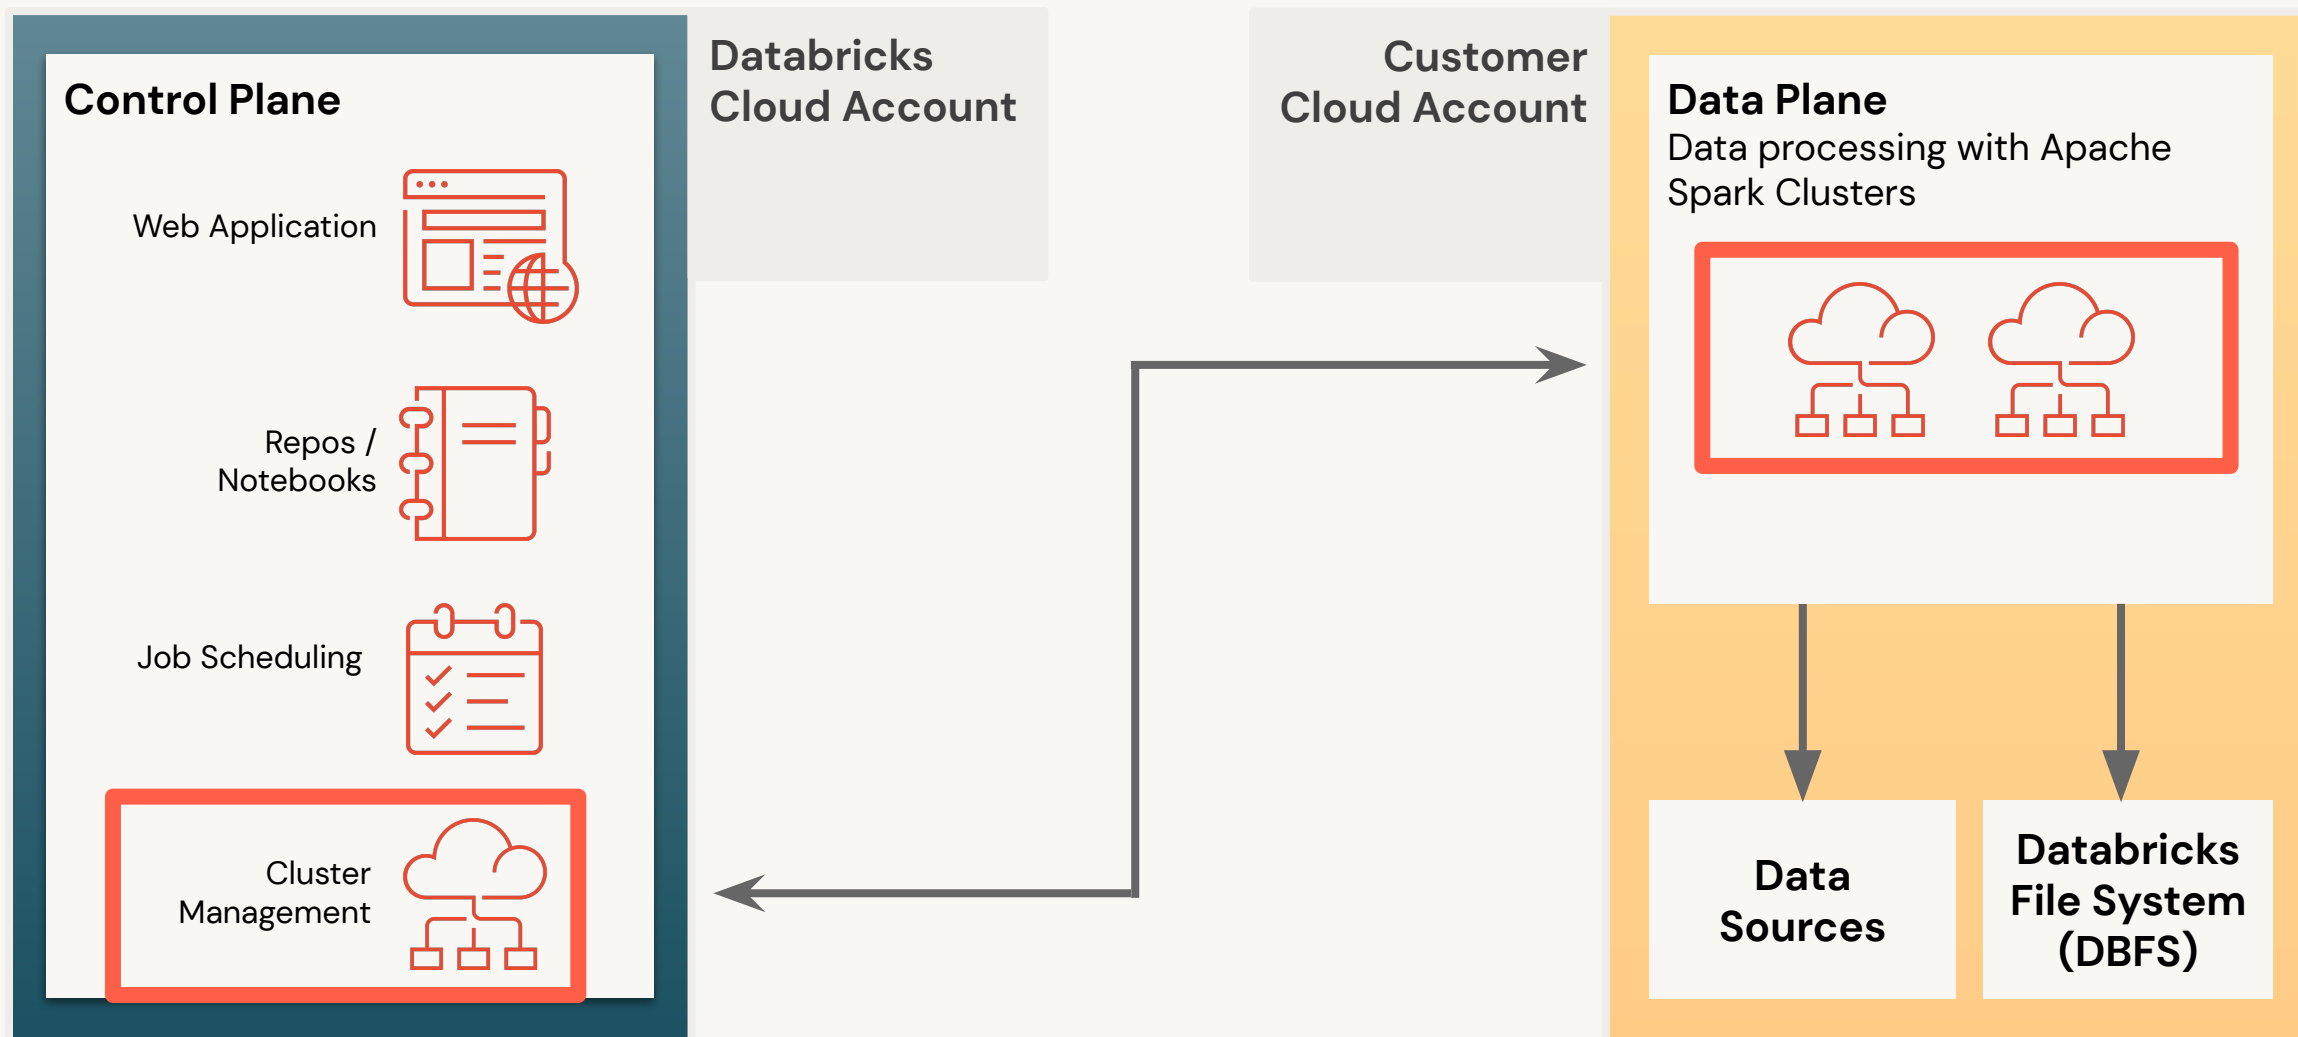 Control Plane
Web Application
Repos /
Notebooks
Job Scheduling
Cluster
Management
Databricks
Cloud Account
Customer
Cloud Account
Data Plane
Data processing with Apache
Spark Clusters
Data
Sources
Databricks
File System
(DBFS)